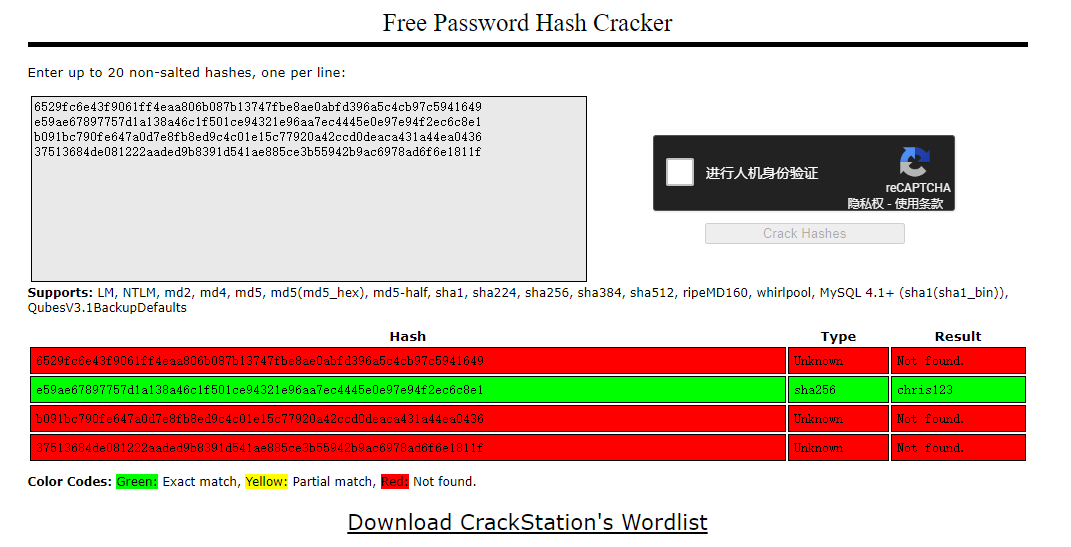 Free Password Hash Cracker
Enter up to 20 non-salted hashes, one per line:
6529fc6e43f9061ff4eaa806b087b13747fbe8ae0abfd396a5c4cb97c5941649
e59ae67897757d1a138a46c1f501ce94321e96aa7ec4445e0e97e94f2ec6c8e1
b091bc790fe647a0d7e8fb8ed9c4c01e15c77920a42ccd0deaca431a44ea0436
37513684de081222aaded9b8391d541ae885ce3b55942b9ac6978ad6f6e1811f
进行人机身份验证
reCAPTCHA
隐私权 - 使用条款
Crack Hashes
Supports: LM, NTLM, md2, md4, md5, md5(md5_hex), md5-half, sha1, sha224, sha256, sha384, sha512, ripeMD160, whirlpool, MySQL 4.1+ (sha1(sha1_bin)),
QubesV3.1BackupDefaults
Hash Type Result
6529fc6e43f9061ff4eaa806b087b13747fbe8ae0abfd396a5c4cb97c5941649 Unknown Not found.
e59ae67897757d1a138a46c1f501ce94321e96aa7ec4445e0e97e94f2ec6c8e1 sha256 chris123
b091bc790fe647a0d7e8fb8ed9c4c01e15c77920a42ccd0deaca431a44ea0436 Unknown Not found.
37513684de081222aaded9b8391d541ae885ce3b55942b9ac6978ad6f6e1811f Unknown Not found.
Color Codes: Green: Exact match, Yellow: Partial match, Red: Not found.
Download CrackStation's Wordlist